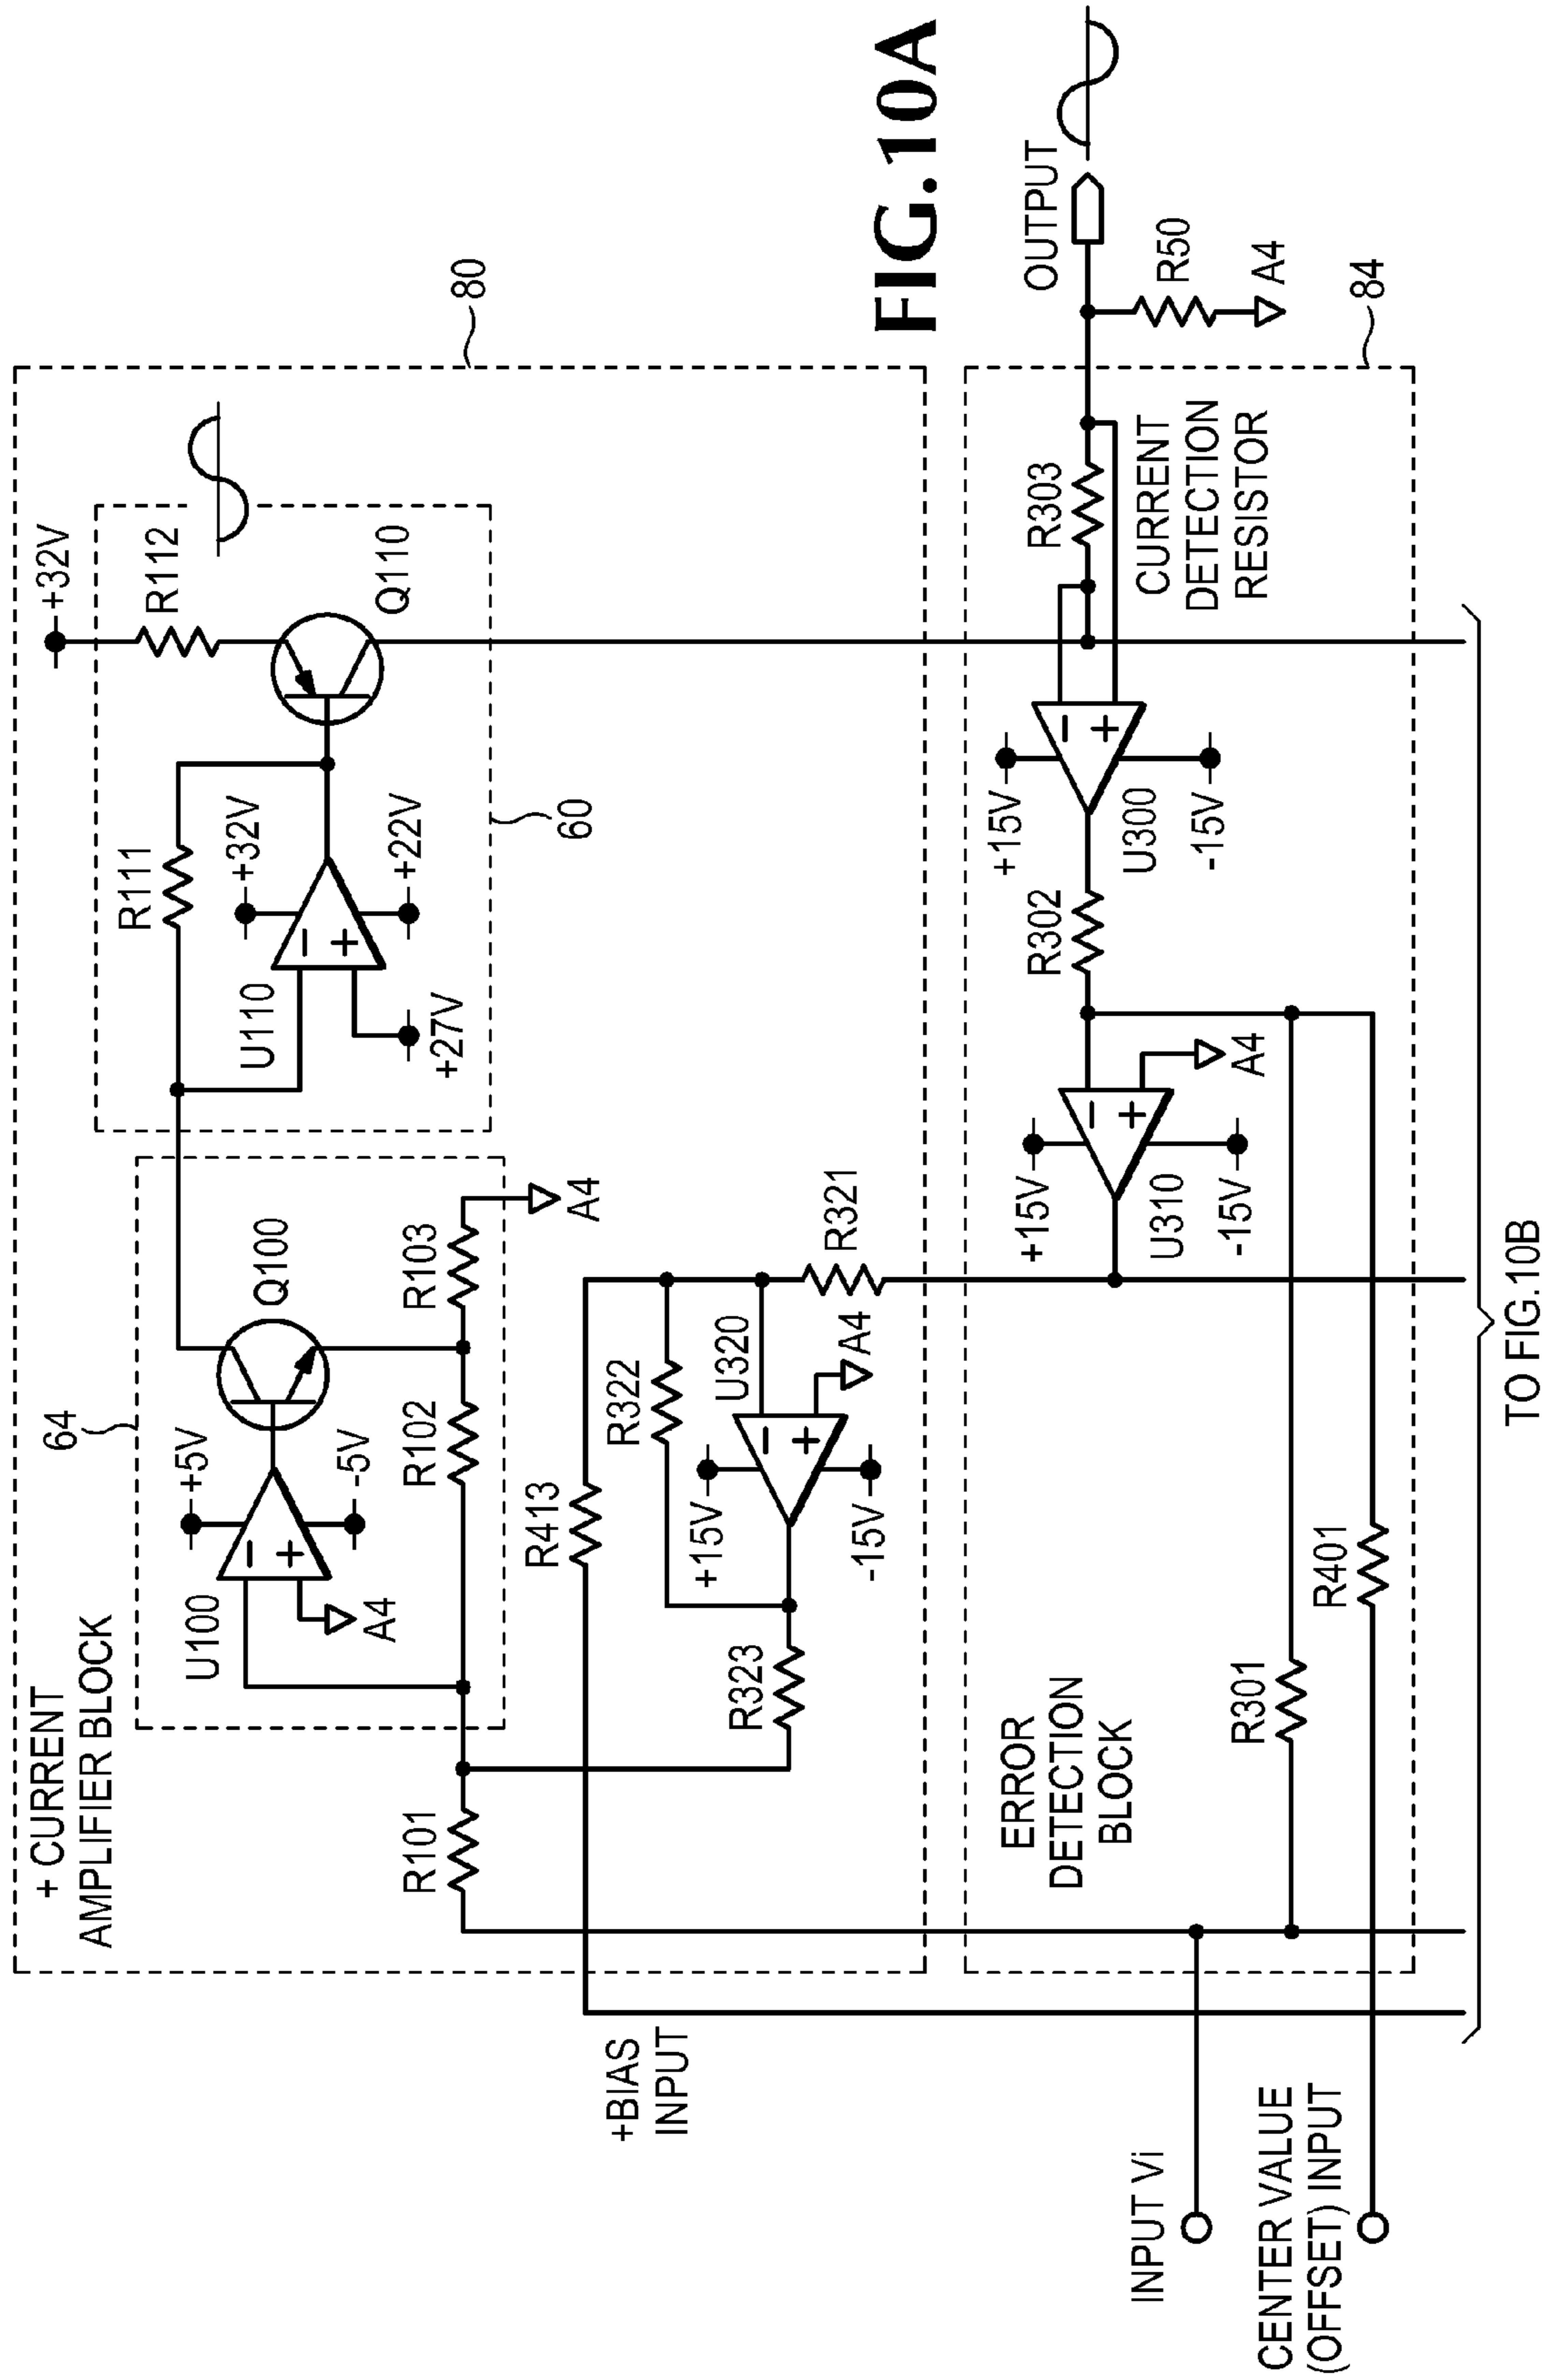 + CURRENT
AMPLIFIER BLOCK
64
+5V
-5V
U100
A4
Q100
R101
R102
R103
A4
+32V
R112
R111
+32V
U110
+22V
+27V
Q110
60
80
R413
R322
U320
+15V
-15V
A4
R321
R323
+BIAS
INPUT
FIG.10A
ERROR
DETECTION
BLOCK
+15V
U310
-15V
A4
R302
+15V
U300
-15V
R303
CURRENT
DETECTION
RESISTOR
OUTPUT
R50
A4
84
R301
R401
INPUT Vi
CENTER VALUE
(OFFSET) INPUT
TO FIG.10B